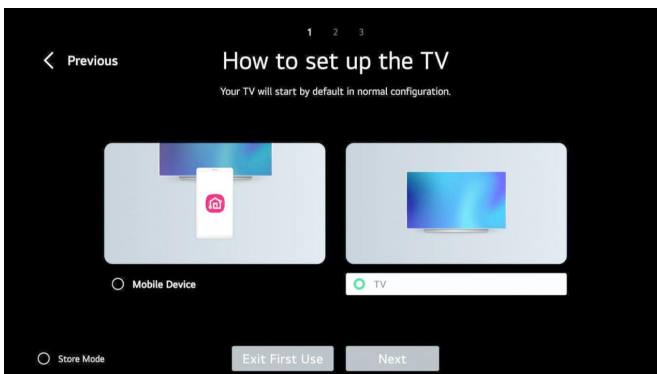 1 2 3
Previous
How to set up the TV
Your TV will start by default in normal configuration.
Mobile Device
TV
Store Mode
Exit First Use
Next